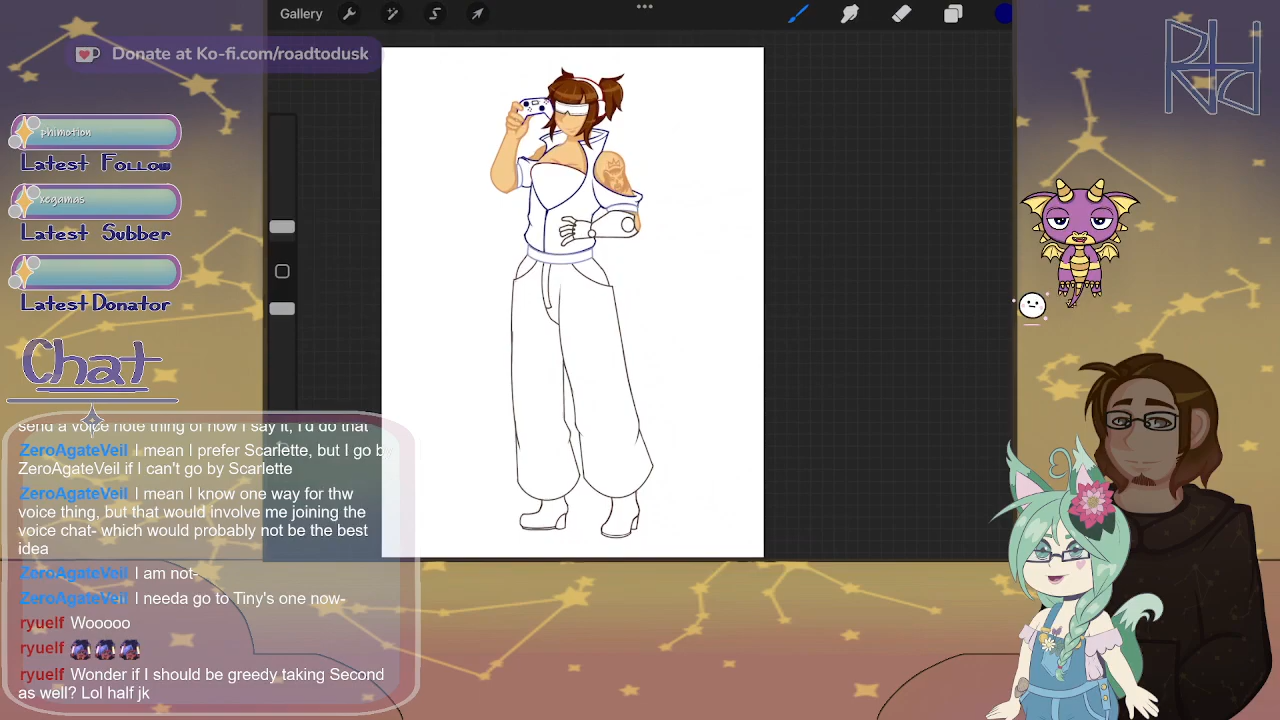 Gallery
Donate at Ko-fi.com/roadtodusk
phimotion
Latest Follow
xcgamas
Latest Subber
Latest Donator
Chat
send a voice note thing of how I say it, I'd do that
ZeroAgateVeil I mean I prefer Scarlette, but I go by
ZeroAgateVeil if I can't go by Scarlette
ZeroAgateVeil I mean I know one way for thw
voice thing, but that would involve me joining the
voice chat- which would probably not be the best
idea
ZeroAgateVeil I am not-
ZeroAgateVeil I needa go to Tiny's one now-
ryuelf Wooooo
ryuelf
ryuelf Wonder if I should be greedy taking Second
as well? Lol half jk